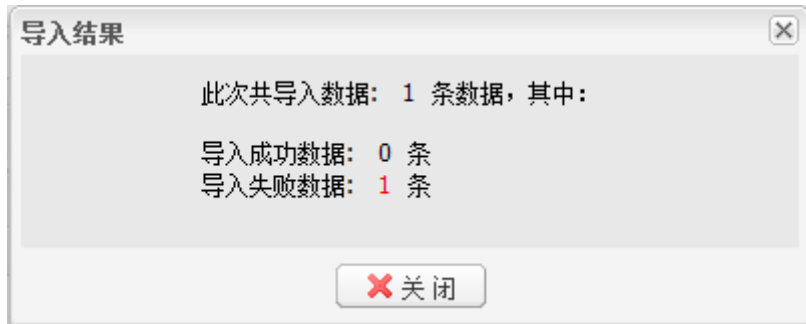 导入结果
此次共导入数据: 1 条数据，其中:
导入成功数据: 0 条
导入失败数据: 1 条
关闭